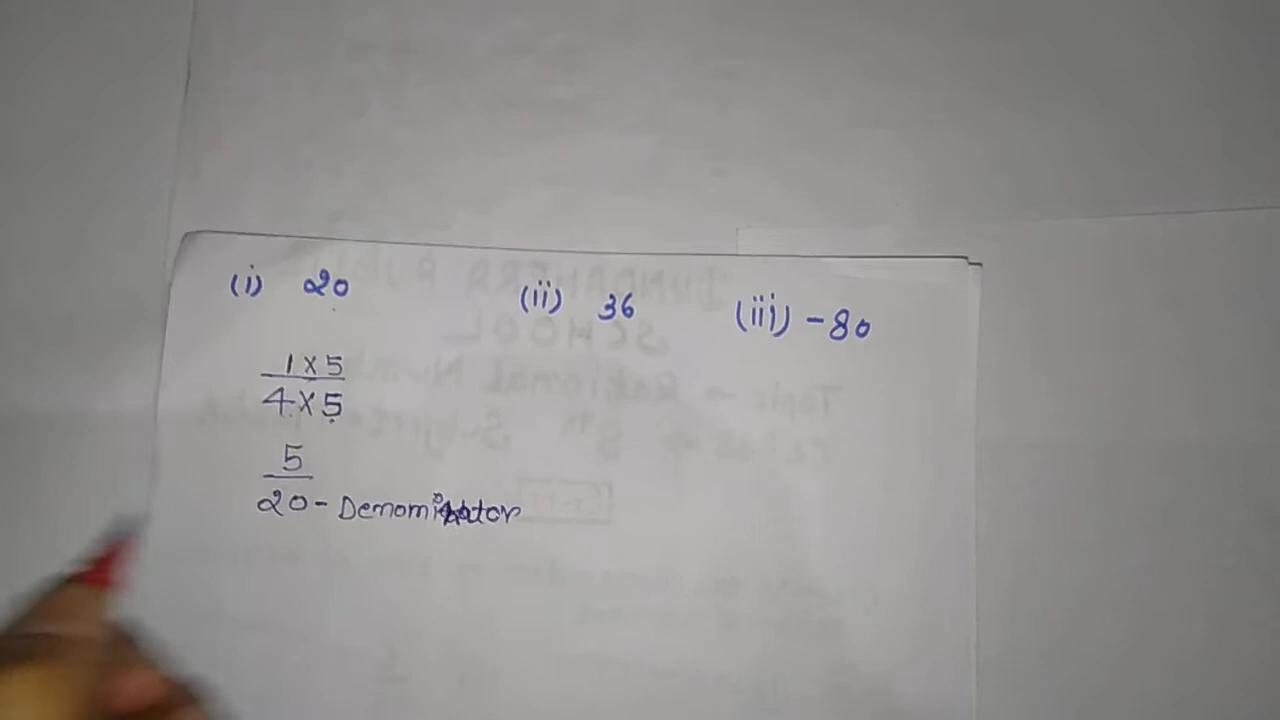 (i) 20 (ii) 36 (iii) -80
1 x 5
4 x 5
5
20 - Denominator